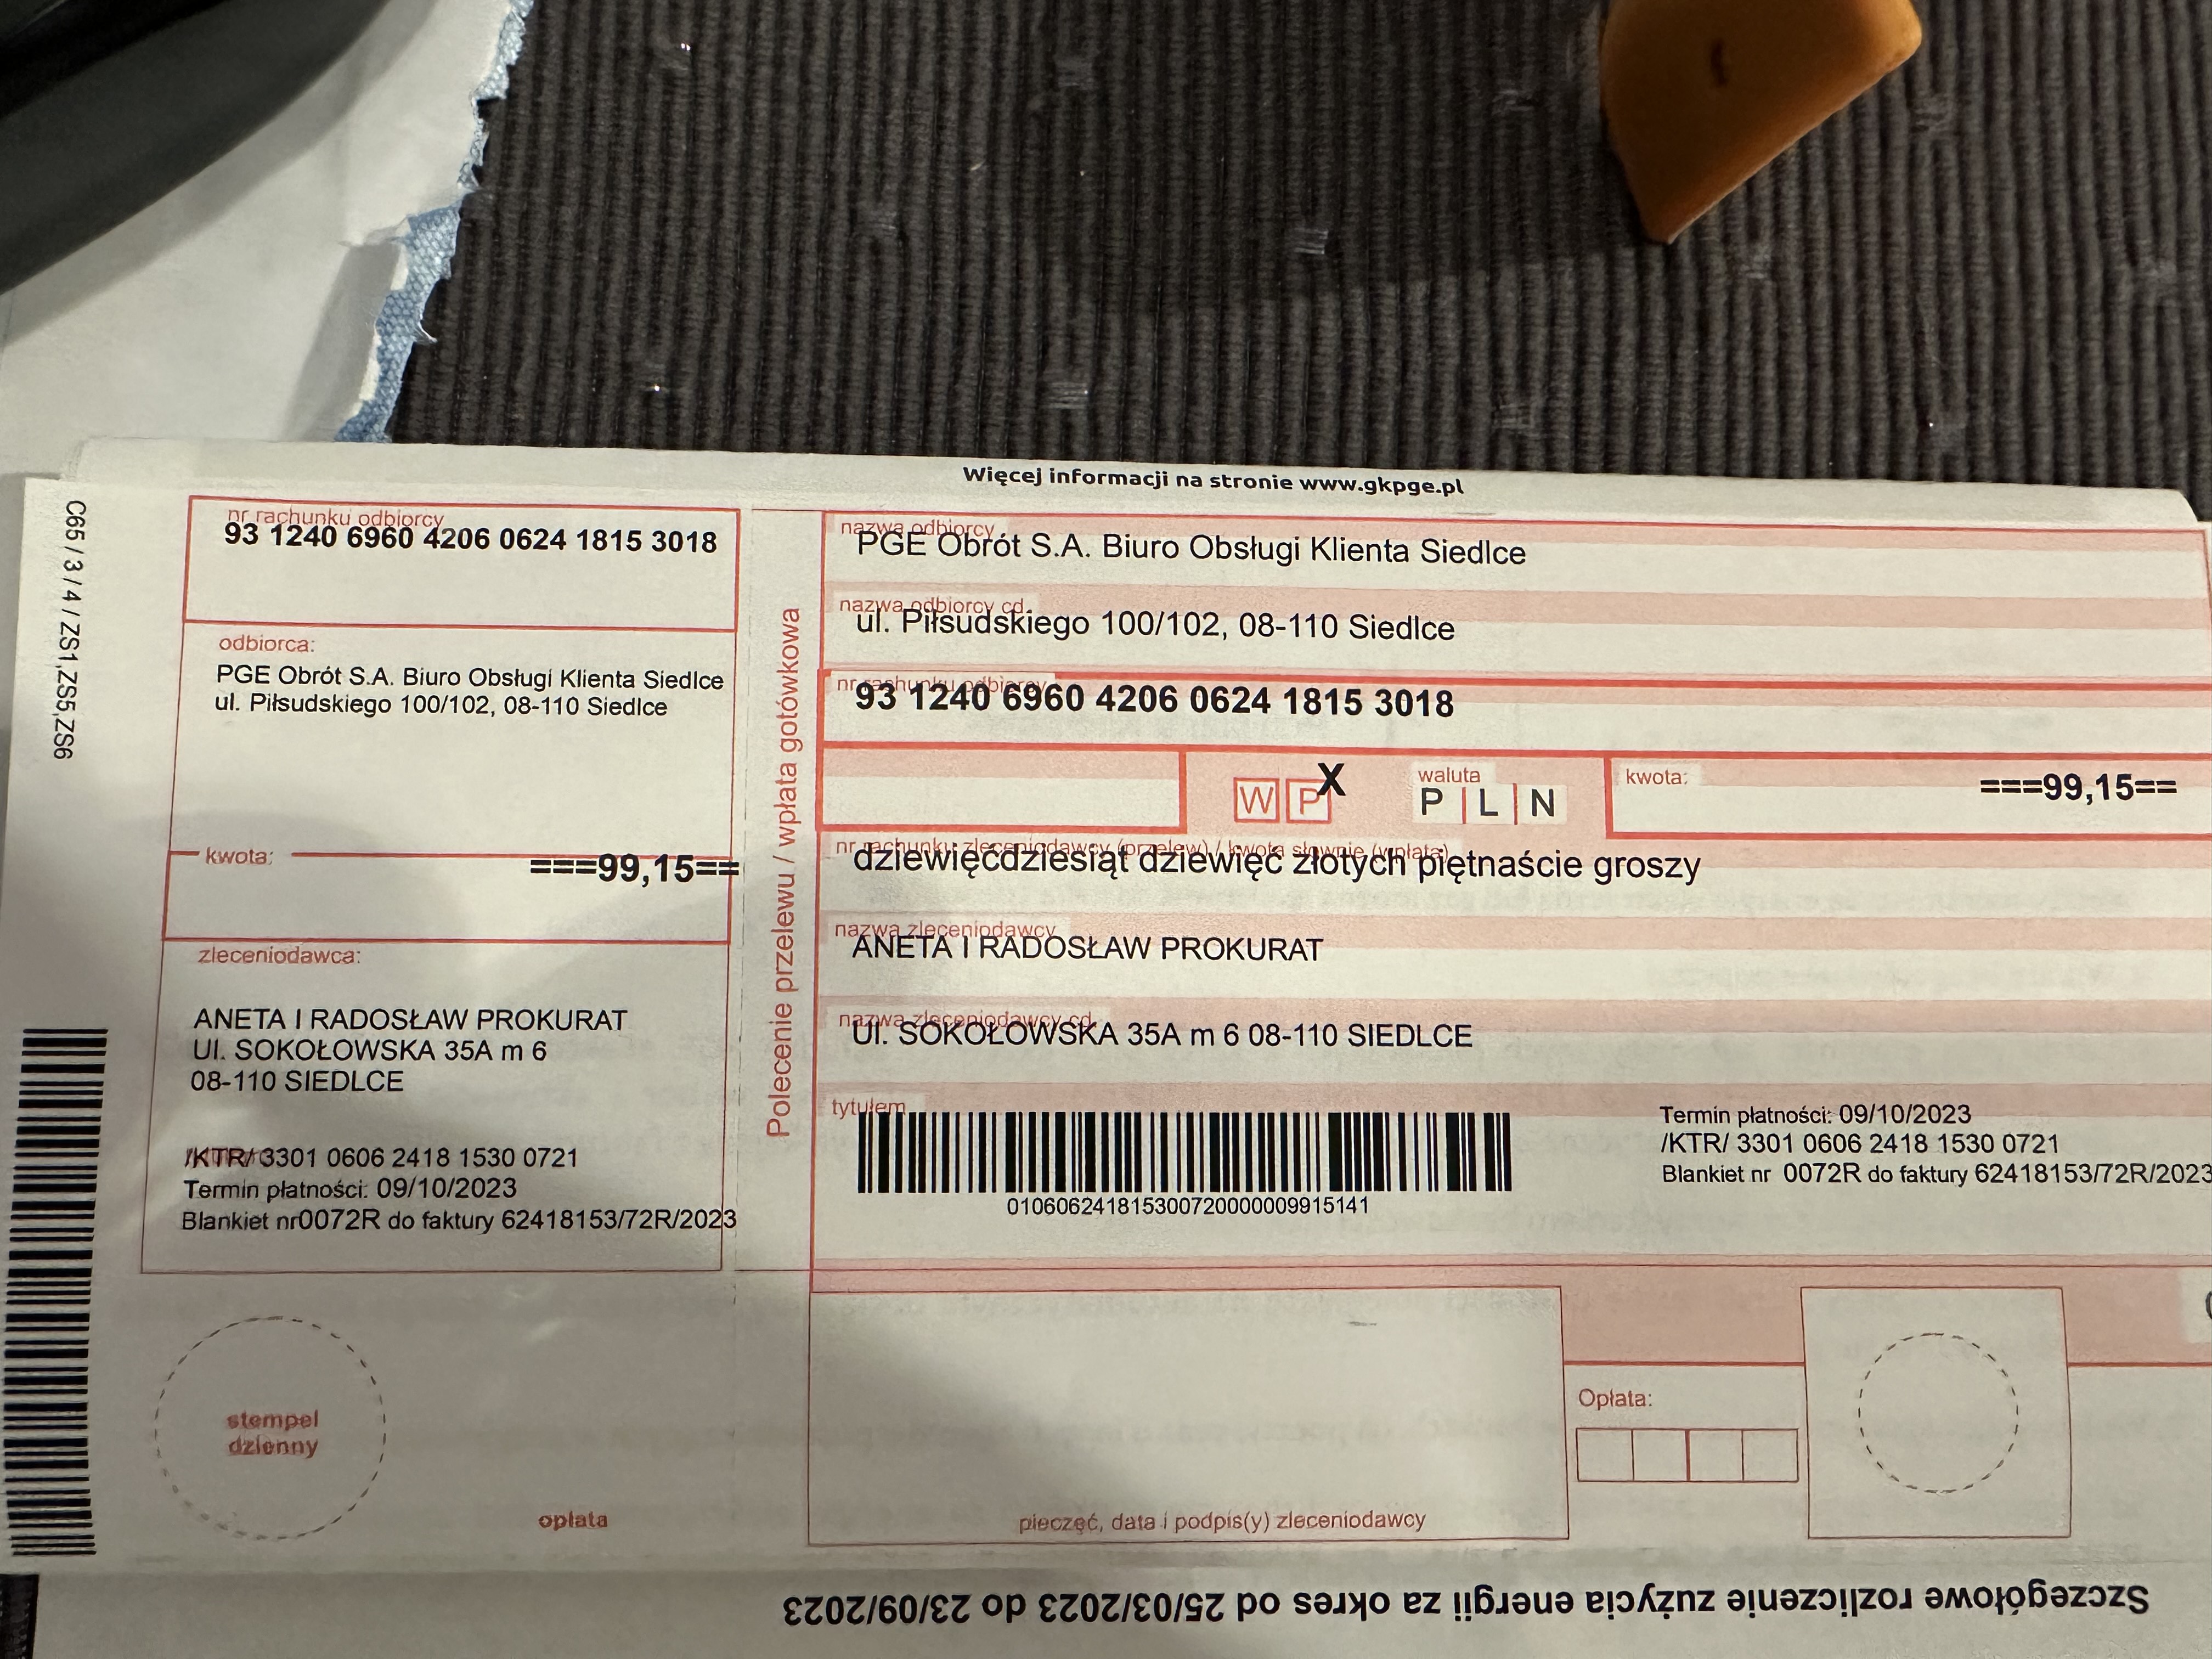 C65 / 3 / 4 / ZS1,ZS5,ZS6
Więcej informacji na stronie www.gkpge.pl
nr rachunku odbiorcy
93 1240 6960 4206 0624 1815 3018
odbiorca:
PGE Obrót S.A. Biuro Obsługi Klienta Siedlce
ul. Piłsudskiego 100/102, 08-110 Siedlce
kwota:
===99,15==
zleceniodawca:
ANETA I RADOSŁAW PROKURAT
Ul. SOKOŁOWSKA 35A m 6
08-110 SIEDLCE
/KTR/3301 0606 2418 1530 0721
Termin płatności: 09/10/2023
Blankiet nr0072R do faktury 62418153/72R/2023
stempel
dzienny
opłata
Polecenie przelewu / wpłata gotówkowa
nazwa odbiorcy
PGE Obrót S.A. Biuro Obsługi Klienta Siedlce
nazwa odbiorcy cd.
ul. Piłsudskiego 100/102, 08-110 Siedlce
nr rachunku odbiorcy
93 1240 6960 4206 0624 1815 3018
W P X
waluta
P L N
kwota:
===99,15==
nr rachunku zleceniodawcy (przelew) / kwota słownie (wpłata)
dziewięćdziesiąt dziewięć złotych piętnaście groszy
nazwa zleceniodawcy
ANETA I RADOSŁAW PROKURAT
nazwa zleceniodawcy cd.
Ul. SOKOŁOWSKA 35A m 6 08-110 SIEDLCE
tytułem
Termin płatności: 09/10/2023
/KTR/ 3301 0606 2418 1530 0721
Blankiet nr 0072R do faktury 62418153/72R/2023
pieczęć, data i podpis(y) zleceniodawcy
Opłata:
Szczegółowe rozliczenie zużycia energii za okres od 25/03/2023 do 23/09/2023